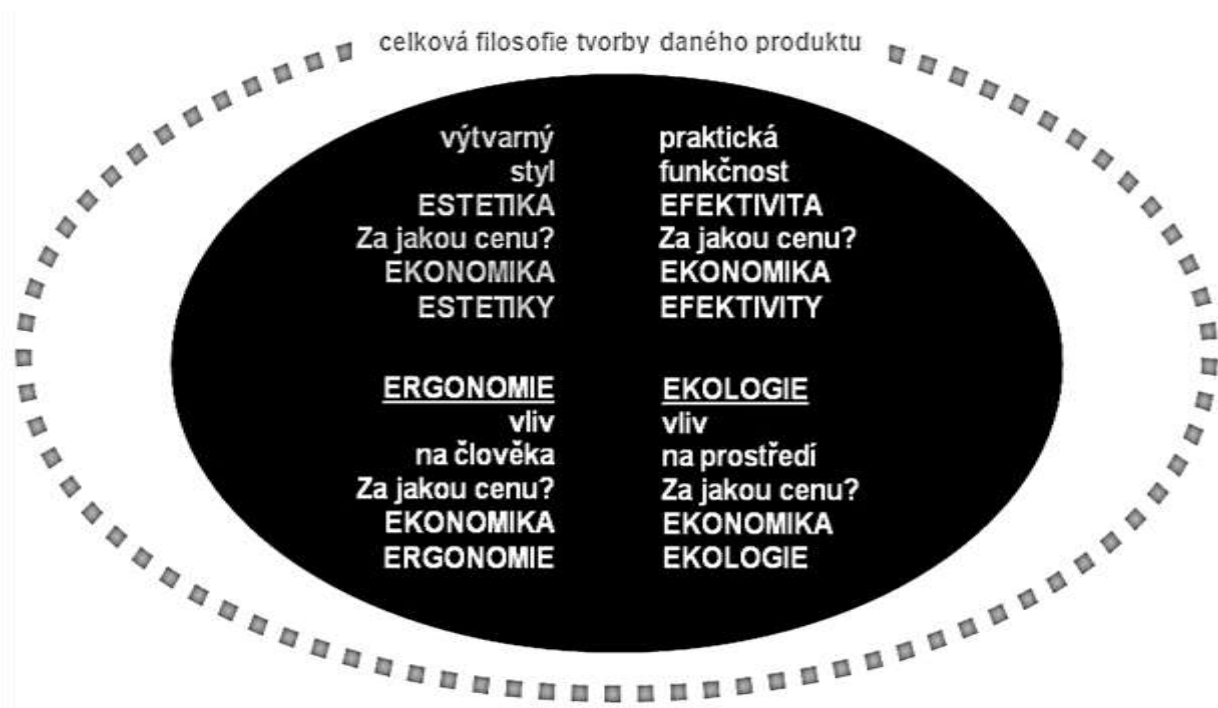 celková filosofie tvorby daného produktu
výtvarný
styl
ESTETIKA
Za jakou cenu?
EKONOMIKA
ESTETIKY
praktická
funkčnost
EFEKTIVITA
Za jakou cenu?
EKONOMIKA
EFEKTIVITY
ERGONOMIE
vliv
na člověka
Za jakou cenu?
EKONOMIKA
ERGONOMIE
EKOLOGIE
vliv
na prostředí
Za jakou cenu?
EKONOMIKA
EKOLOGIE